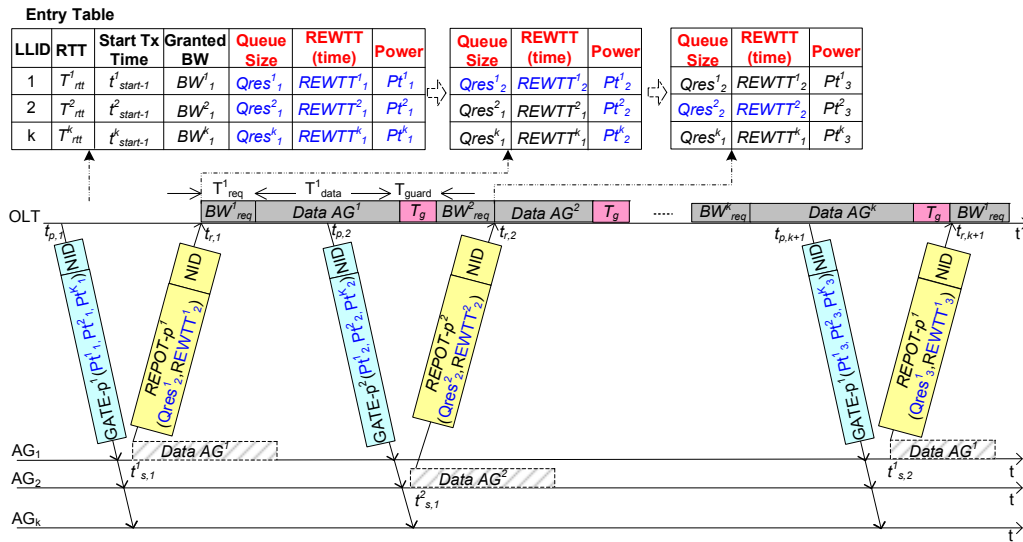 Entry Table
LLID RTT Start Tx Time Granted BW Queue Size REWTT (time) Power
1 T¹rtt t¹start-1 BW¹₁ Qres¹₁ REWTT¹₁ Pt¹₁
2 T²rtt t²start-1 BW²₁ Qres²₁ REWTT²₁ Pt²₁
k Tᵏrtt tᵏstart-1 BWᵏ₁ Qresᵏ₁ REWTTᵏ₁ Ptᵏ₁
Queue Size REWTT (time) Power
Qres¹₂ REWTT¹₂ Pt¹₂
Qres²₁ REWTT²₁ Pt²₂
Qresᵏ₁ REWTTᵏ₁ Ptᵏ₂
Queue Size REWTT (time) Power
Qres¹₂ REWTT¹₂ Pt¹₃
Qres²₂ REWTT²₂ Pt²₃
Qresᵏ₁ REWTTᵏ₁ Ptᵏ₃
T¹req T¹data Tguard
OLT BW¹req Data AG¹ Tg BW²req Data AG² Tg BWᵏreq Data AGᵏ Tg BW¹req
tp,1 tr,1 tp,2 tr,2 tp,k+1 tr,k+1 t
GATE-p¹(Pt¹₁, Pt²₁, Ptᴷ₁) NID
REPOT-p¹ NID
(Qres¹₂,REWTT¹₂)
GATE-p²(Pt¹₂, Pt²₂, Ptᴷ₂) NID
REPOT-p² NID
(Qres²₂,REWTT²₂)
GATE-p¹(Pt¹₃, Pt²₃, Ptᴷ₃) NID
REPOT-p¹ NID
(Qres¹₃,REWTT¹₃)
AG₁ Data AG¹ Data AG¹ t
t¹s,1 t¹s,2
AG₂ Data AG² t
t²s,1
AGₖ t